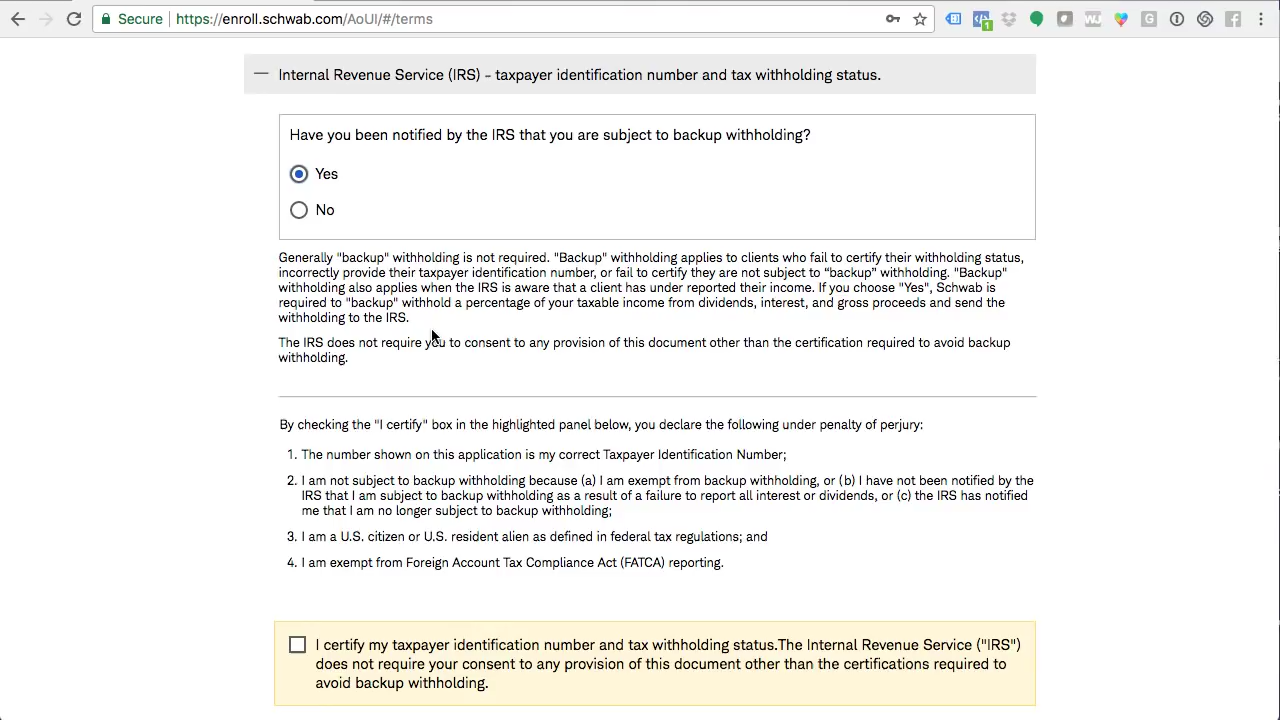 Secure
https://enroll.schwab.com/AoUI/#/terms
1
WJ
G
Internal Revenue Service (IRS) - taxpayer identification number and tax withholding status.
Have you been notified by the IRS that you are subject to backup withholding?
Yes
No
Generally "backup" withholding is not required. "Backup" withholding applies to clients who fail to certify their withholding status,
incorrectly provide their taxpayer identification number, or fail to certify they are not subject to “backup” withholding. "Backup"
withholding also applies when the IRS is aware that a client has under reported their income. If you choose "Yes", Schwab is
required to "backup" withhold a percentage of your taxable income from dividends, interest, and gross proceeds and send the
withholding to the IRS.
The IRS does not require you to consent to any provision of this document other than the certification required to avoid backup
withholding.
By checking the "I certify" box in the highlighted panel below, you declare the following under penalty of perjury:
1. The number shown on this application is my correct Taxpayer Identification Number;
2. I am not subject to backup withholding because (a) I am exempt from backup withholding, or (b) I have not been notified by the
IRS that I am subject to backup withholding as a result of a failure to report all interest or dividends, or (c) the IRS has notified
me that I am no longer subject to backup withholding;
3. I am a U.S. citizen or U.S. resident alien as defined in federal tax regulations; and
4. I am exempt from Foreign Account Tax Compliance Act (FATCA) reporting.
I certify my taxpayer identification number and tax withholding status.The Internal Revenue Service ("IRS")
does not require your consent to any provision of this document other than the certifications required to
avoid backup withholding.